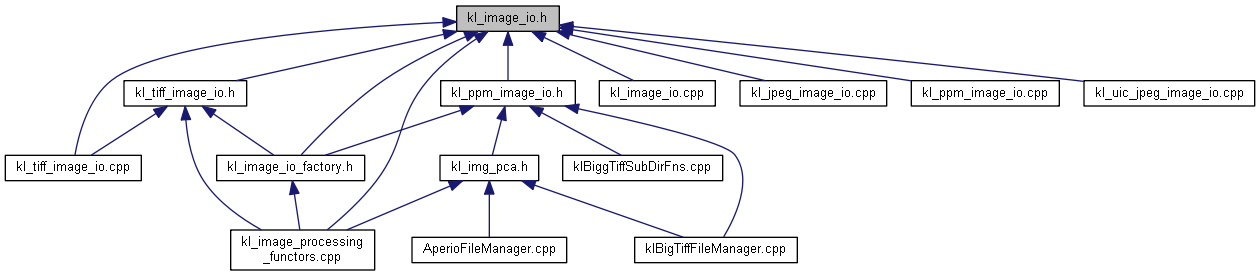 kl_image_io.h
kl_tiff_image_io.h
kl_ppm_image_io.h
kl_image_io.cpp
kl_jpeg_image_io.cpp
kl_ppm_image_io.cpp
kl_uic_jpeg_image_io.cpp
kl_tiff_image_io.cpp
kl_image_io_factory.h
kl_img_pca.h
klBiggTiffSubDirFns.cpp
kl_image_processing
_functors.cpp
AperioFileManager.cpp
klBigTiffFileManager.cpp